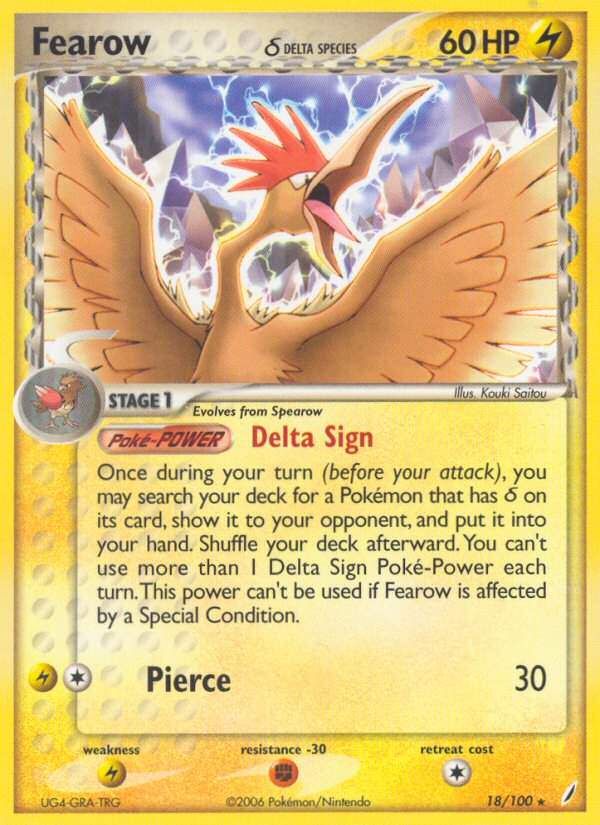 Fearow
δ DELTA SPECIES
60 HP
Illus. Kouki Saitou
STAGE 1
Evolves from Spearow
Poké-POWER Delta Sign
Once during your turn (before your attack), you
may search your deck for a Pokémon that has δ on
its card, show it to your opponent, and put it into
your hand. Shuffle your deck afterward. You can't
use more than 1 Delta Sign Poké-Power each
turn. This power can't be used if Fearow is affected
by a Special Condition.
Pierce 30
weakness
resistance -30
retreat cost
UG4-GRA-TRG
©2006 Pokémon/Nintendo
18/100 ★